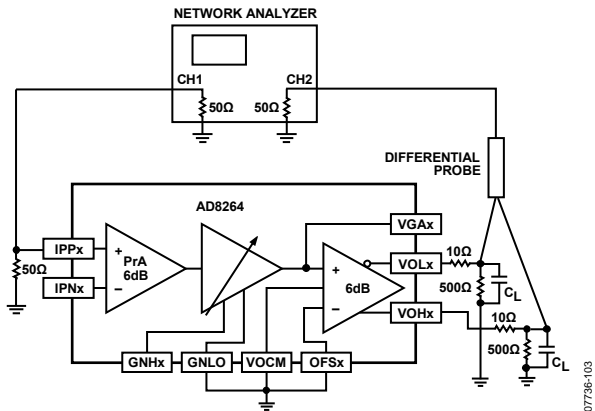 NETWORK ANALYZER
CH1
CH2
50Ω
50Ω
DIFFERENTIAL
PROBE
AD8264
VGAx
IPPx
+
PrA
6dB
50Ω
IPNx
–
+
6dB
–
VOLx
10Ω
500Ω
CL
VOHx
10Ω
500Ω
CL
GNHx
GNLO
VOCM
OFSx
07736-103